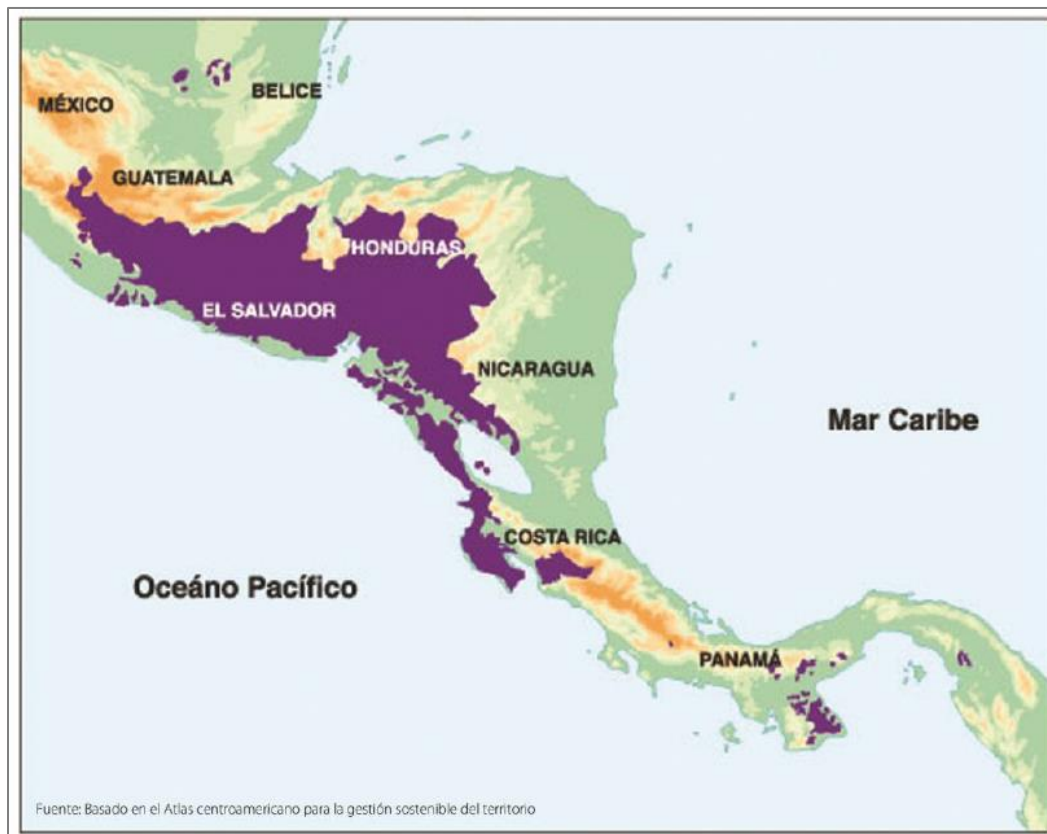 BELICE
MÉXICO
GUATEMALA
HONDURAS
EL SALVADOR
NICARAGUA
Mar Caribe
COSTA RICA
Oceáno Pacífico
PANAMÁ
Fuente: Basado en el Atlas centroamericano para la gestión sostenible del territorio